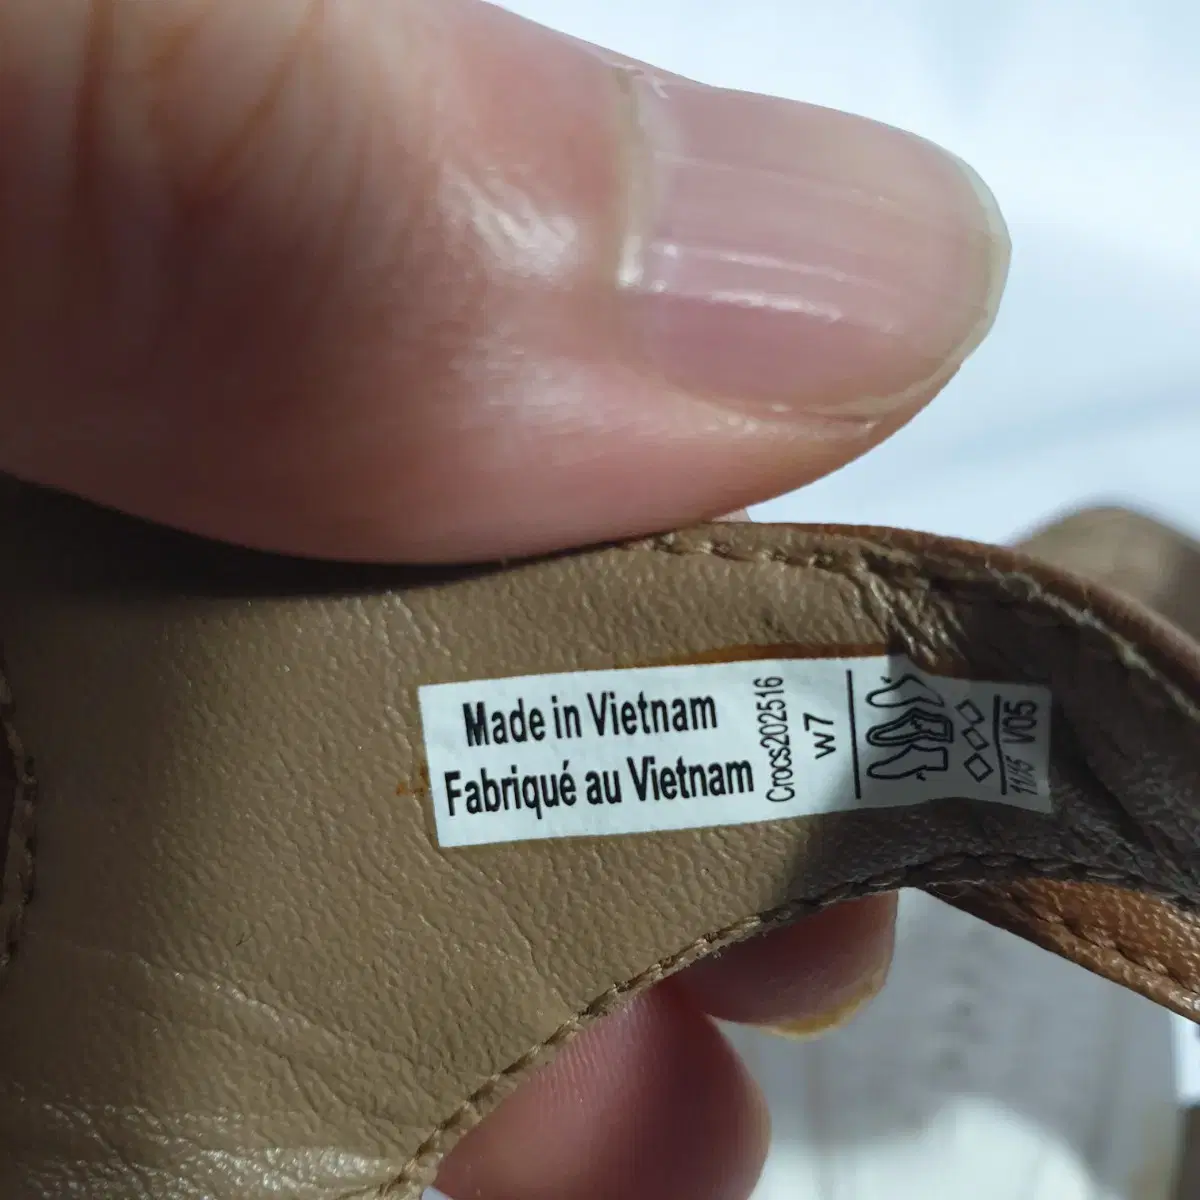 Made in Vietnam
Fabriqué au Vietnam
Crocs202516
w7
11/15 V05